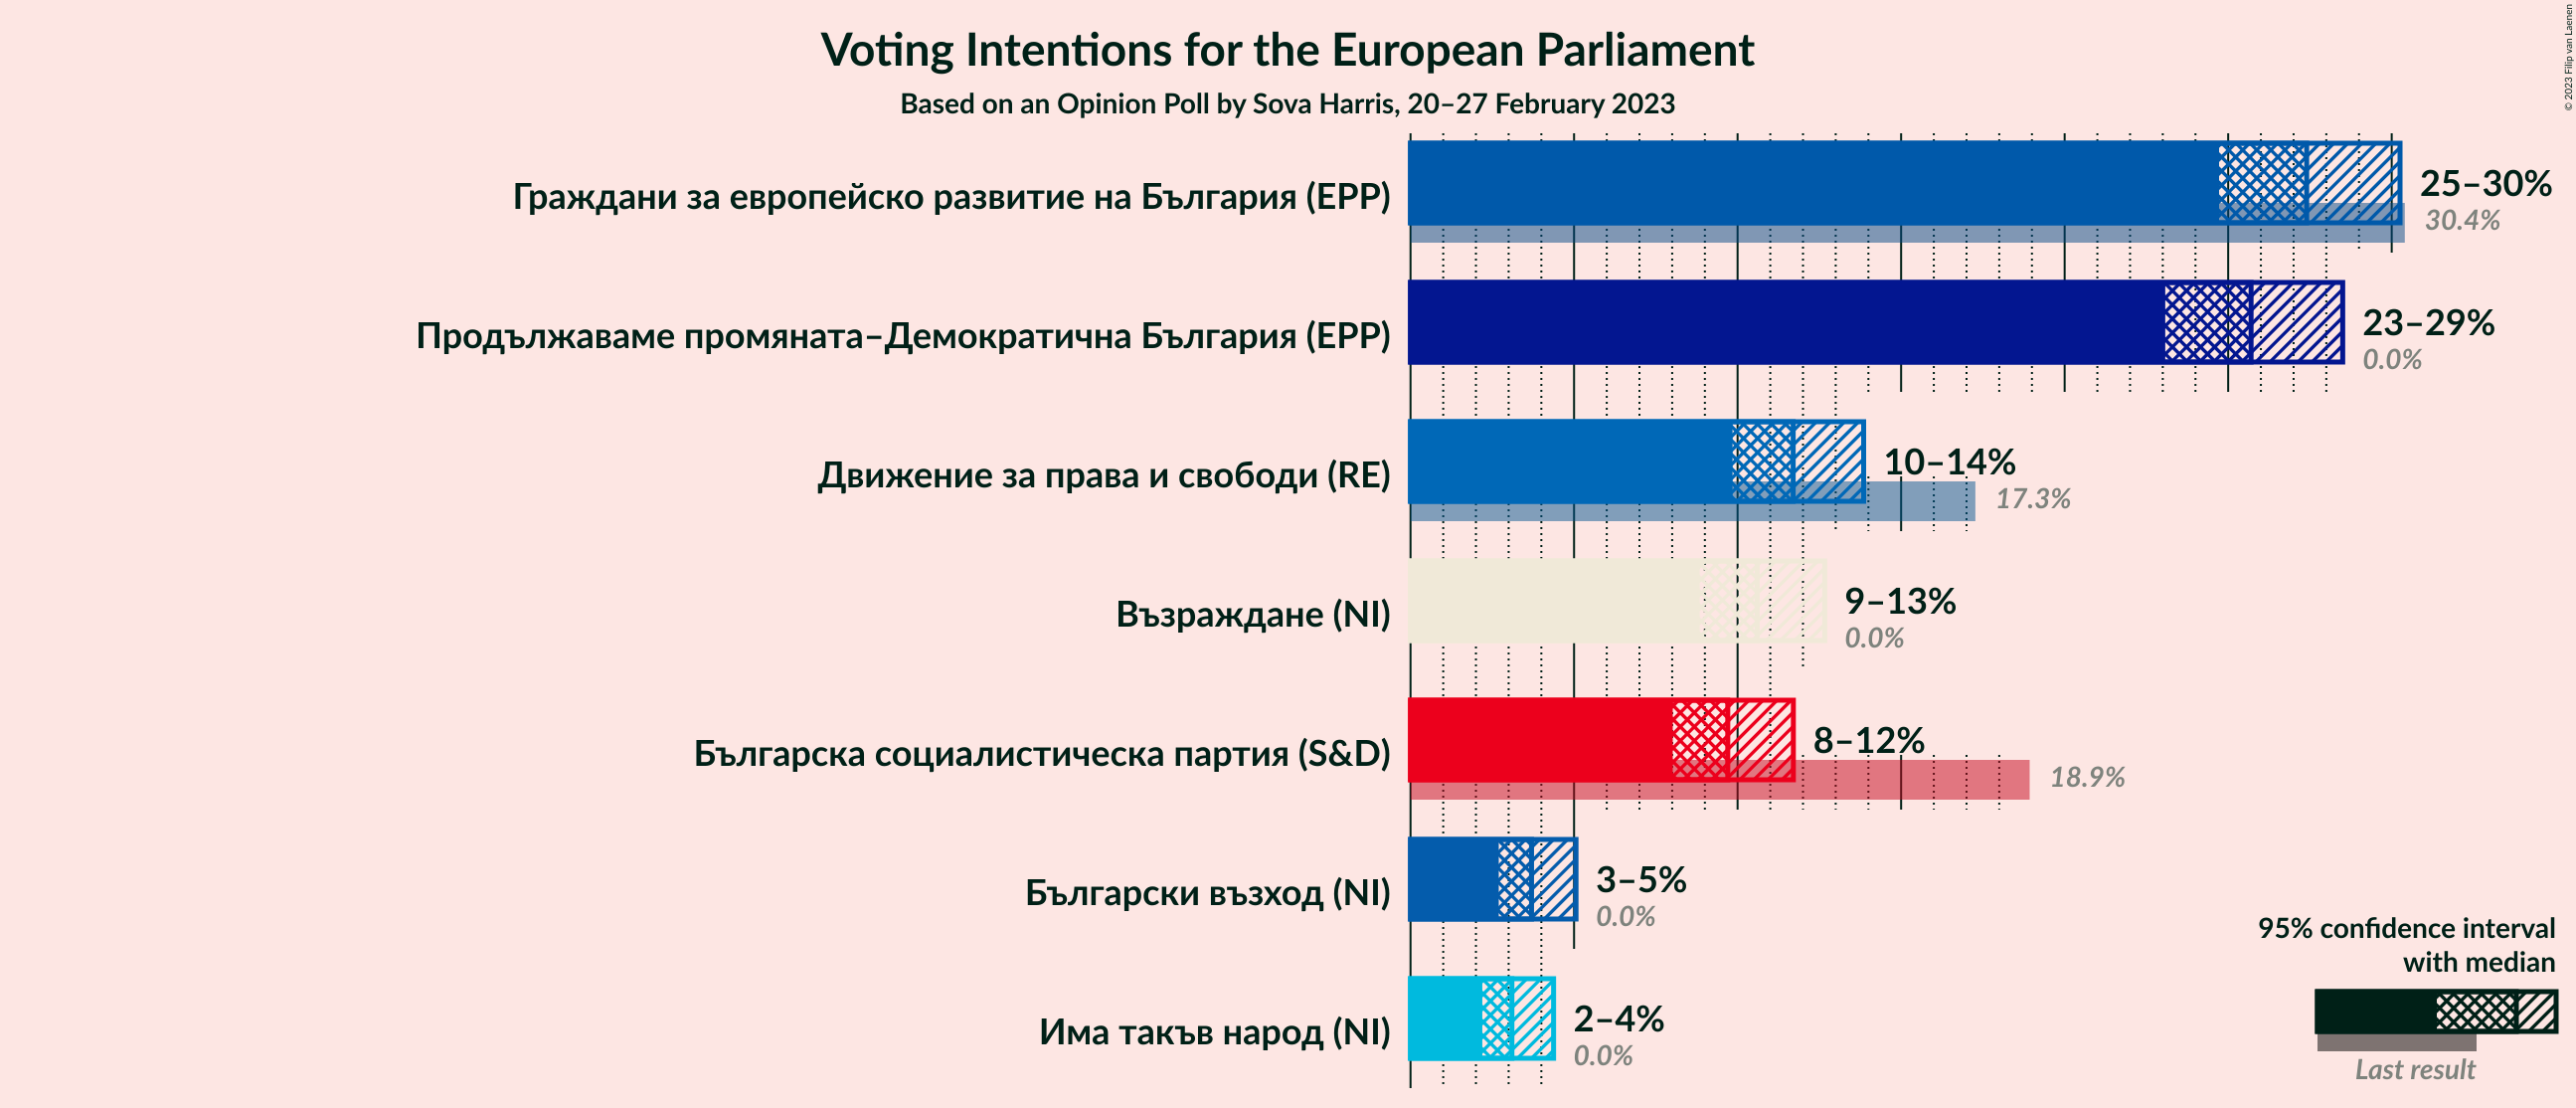 Voting Intentions for the European Parliament
Based on an Opinion Poll by Sova Harris, 20–27 February 2023
© 2023 Filip van Laenen
Граждани за европейско развитие на България (EPP)
25–30%
30.4%
Продължаваме промяната–Демократична България (EPP)
23–29%
0.0%
Движение за права и свободи (RE)
10–14%
17.3%
Възраждане (NI)
9–13%
0.0%
Българска социалистическа партия (S&D)
8–12%
18.9%
Български възход (NI)
3–5%
0.0%
Има такъв народ (NI)
2–4%
0.0%
95% confidence interval
with median
Last result